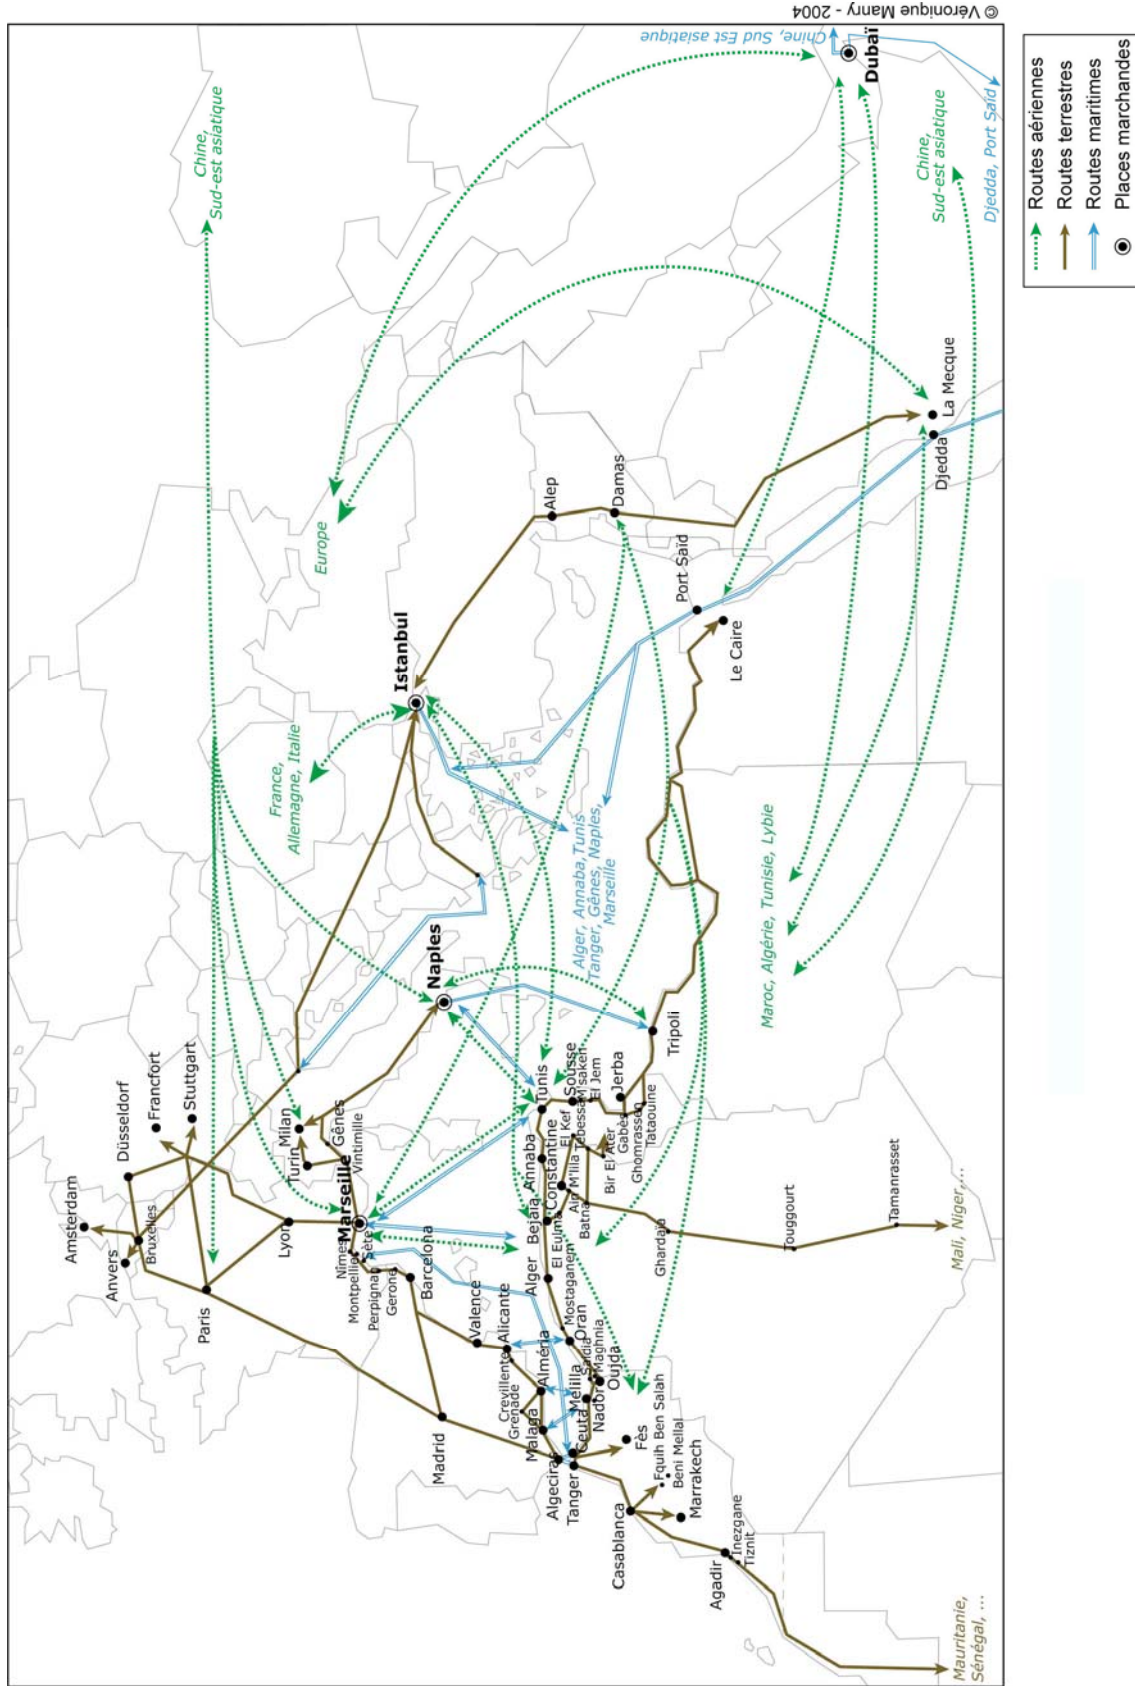 © Véronique Manry - 2004
Chine, Sud Est asiatique
Dubaï
Chine,
Sud-est asiatique
Chine,
Sud-est asiatique
Djedda, Port Saïd
Routes aériennes
Routes terrestres
Routes maritimes
Places marchandes
La Mecque
Djedda
Europe
Alep
Damas
Port Saïd
Le Caire
Istanbul
France,
Allemagne, Italie
Alger, Annaba,Tunis
Tanger, Gênes, Naples,
Marseille
Maroc, Algérie, Tunisie, Lybie
Naples
Tripoli
Amsterdam
Anvers
Bruxelles
Düsseldorf
Francfort
Stuttgart
Paris
Lyon
Milan
Turin
Gênes
Vintimille
Marseille
Nîmes
Montpellier
Sète
Perpignan
Gerone
Barcelona
Valence
Alicante
Crevillente
Grenade
Alméria
Malaga
Madrid
Algeciras
Tanger
Ceuta
Melilla
Nador
Saïdia
Maghnia
Oujda
Oran
Mostaganem
Alger
Bejaia
Annaba
El Eulma
Constantine
Ain M'lila
Batna
Tebessa
El Kef
Tunis
Sousse
M'saken
El Jem
Jerba
Gabès
Ghomrassen
Tataouine
Bir El Ater
Ghardaïa
Touggourt
Tamanrasset
Mali, Niger,...
Fès
Fquih Ben Salah
Beni Mellal
Marrakech
Casablanca
Agadir
Inezgane
Tiznit
Mauritanie,
Sénégal, ...